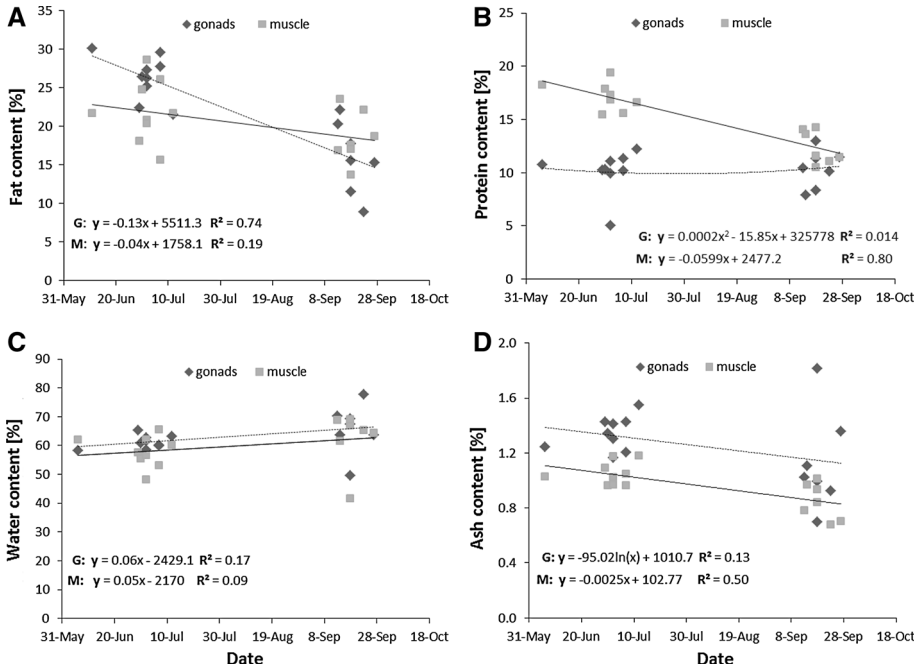 A
35
30
25
20
15
10
5
0
Fat content [%]
gonads muscle
G: y = -0.13x + 5511.3 R² = 0.74
M: y = -0.04x + 1758.1 R² = 0.19
31-May 20-Jun 10-Jul 30-Jul 19-Aug 8-Sep 28-Sep 18-Oct
B
25
20
15
10
5
0
Protein content [%]
gonads muscle
G: y = 0.0002x² - 15.85x + 325778 R² = 0.014
M: y = -0.0599x + 2477.2 R² = 0.80
31-May 20-Jun 10-Jul 30-Jul 19-Aug 8-Sep 28-Sep 18-Oct
C
90
80
70
60
50
40
30
20
10
0
Water content [%]
gonads muscle
G: y = 0.06x - 2429.1 R² = 0.17
M: y = 0.05x - 2170 R² = 0.09
31-May 20-Jun 10-Jul 30-Jul 19-Aug 8-Sep 28-Sep 18-Oct
Date
D
2.0
1.6
1.2
0.8
0.4
0.0
Ash content [%]
gonads muscle
G: y = -95.02ln(x) + 1010.7 R² = 0.13
M: y = -0.0025x + 102.77 R² = 0.50
31-May 20-Jun 10-Jul 30-Jul 19-Aug 8-Sep 28-Sep 18-Oct
Date